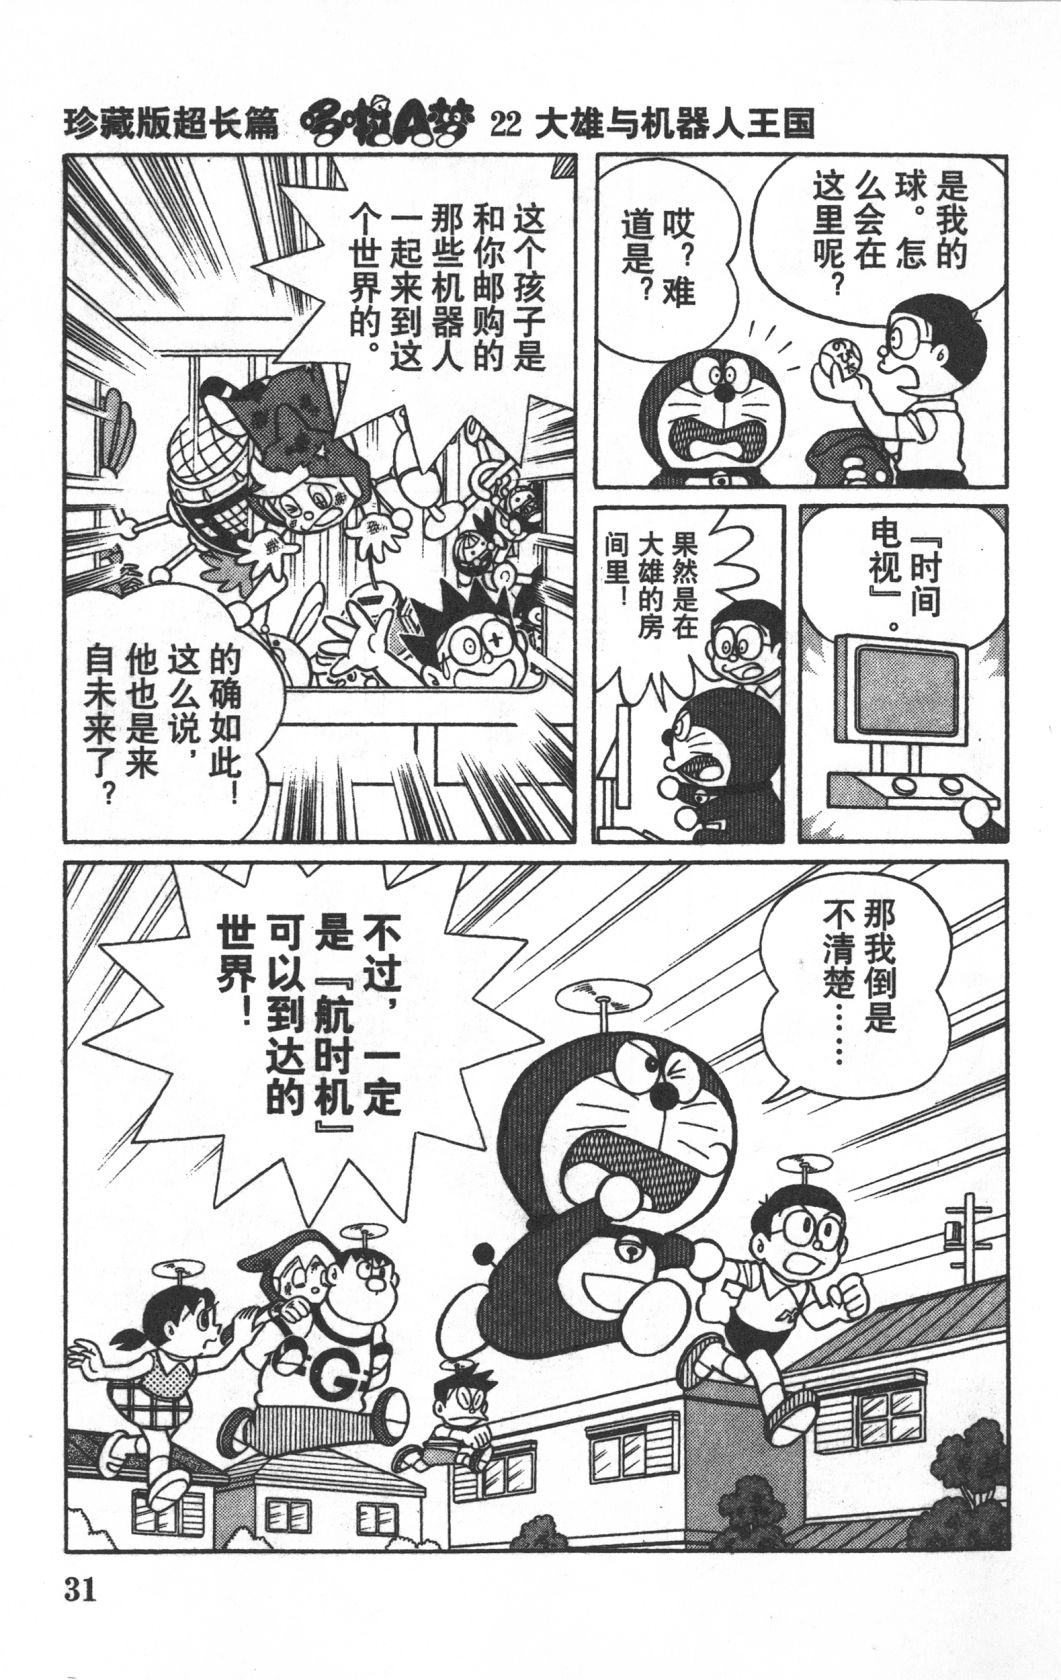 珍藏版超长篇 哆啦A梦 22 大雄与机器人王国
是我的
球。怎
么会在
这里呢？
のび太
哎？难
道是？
『时间
电视』。
果然是在
大雄的房
间里！
这个孩子是
和你邮购的
那些机器人
一起来到这
个世界的。
的确如此！
这么说，
他也是来
自未来了？
那我倒是
不清楚……
不过，一定
是『航时机』
可以到达的
世界！
G
31